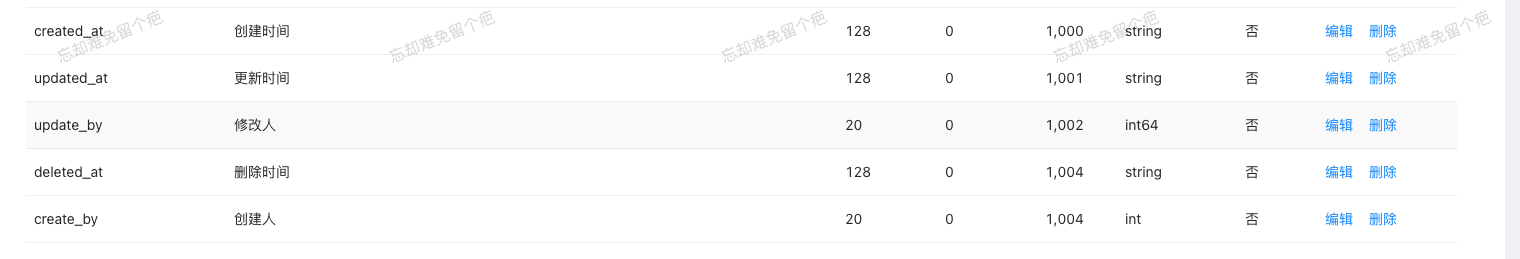 created_at 创建时间 128 0 1,000 string 否 编辑 删除
忘却难免留个疤 忘却难免留个疤 忘却难免留个疤 忘却难免留个疤 忘却难免留个疤
updated_at 更新时间 128 0 1,001 string 否 编辑 删除
update_by 修改人 20 0 1,002 int64 否 编辑 删除
deleted_at 删除时间 128 0 1,004 string 否 编辑 删除
create_by 创建人 20 0 1,004 int 否 编辑 删除